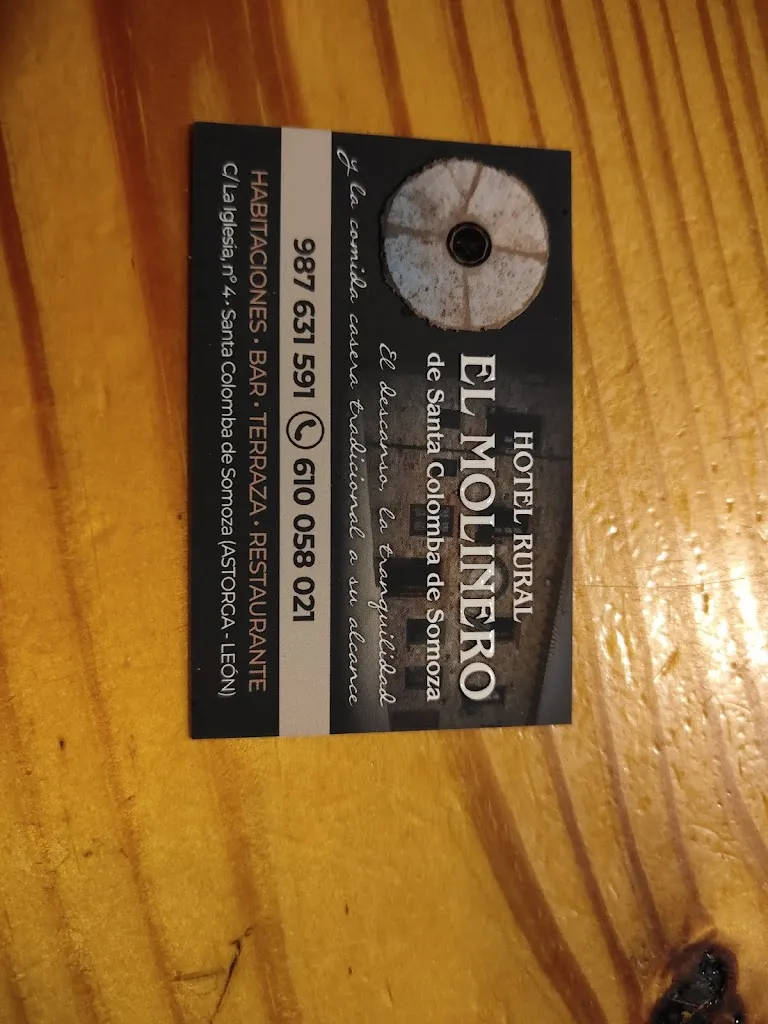 HOTEL RURAL
EL MOLINERO
de Santa Colomba de Somoza
El descanso, la tranquilidad
y la comida casera tradicional a su alcance
987 631 591 610 058 021
HABITACIONES · BAR · TERRAZA · RESTAURANTE
C/ La Iglesia, nº 4 · Santa Colomba de Somoza (ASTORGA - LEÓN)